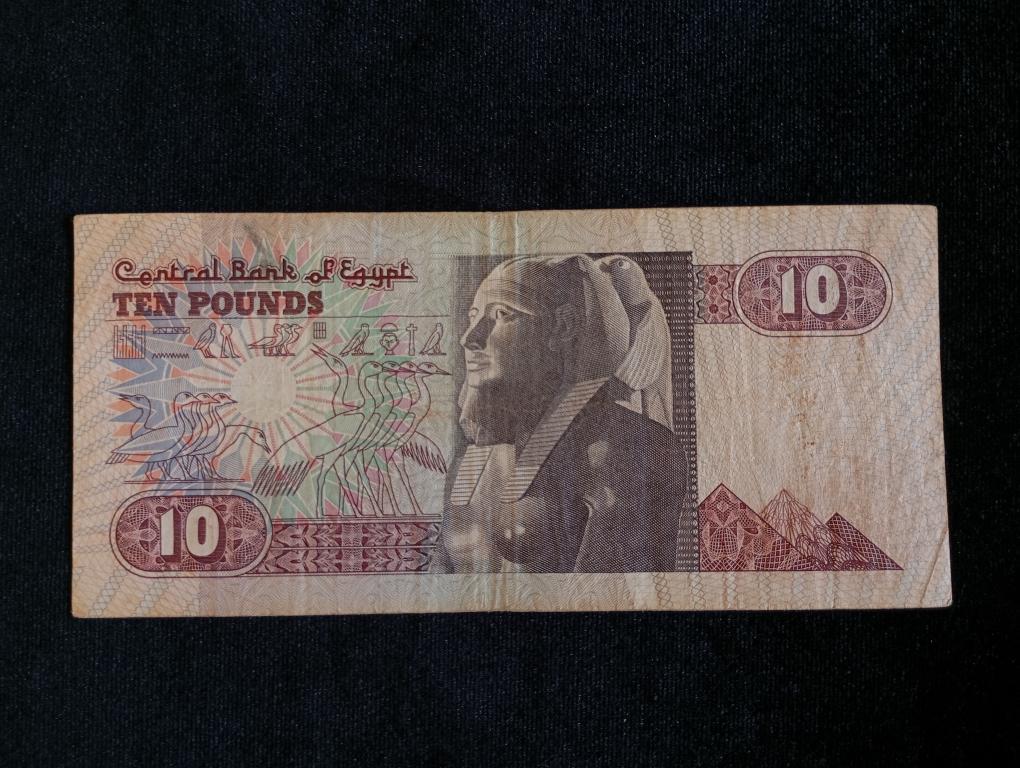 Central Bank of Egypt
TEN POUNDS
10
10